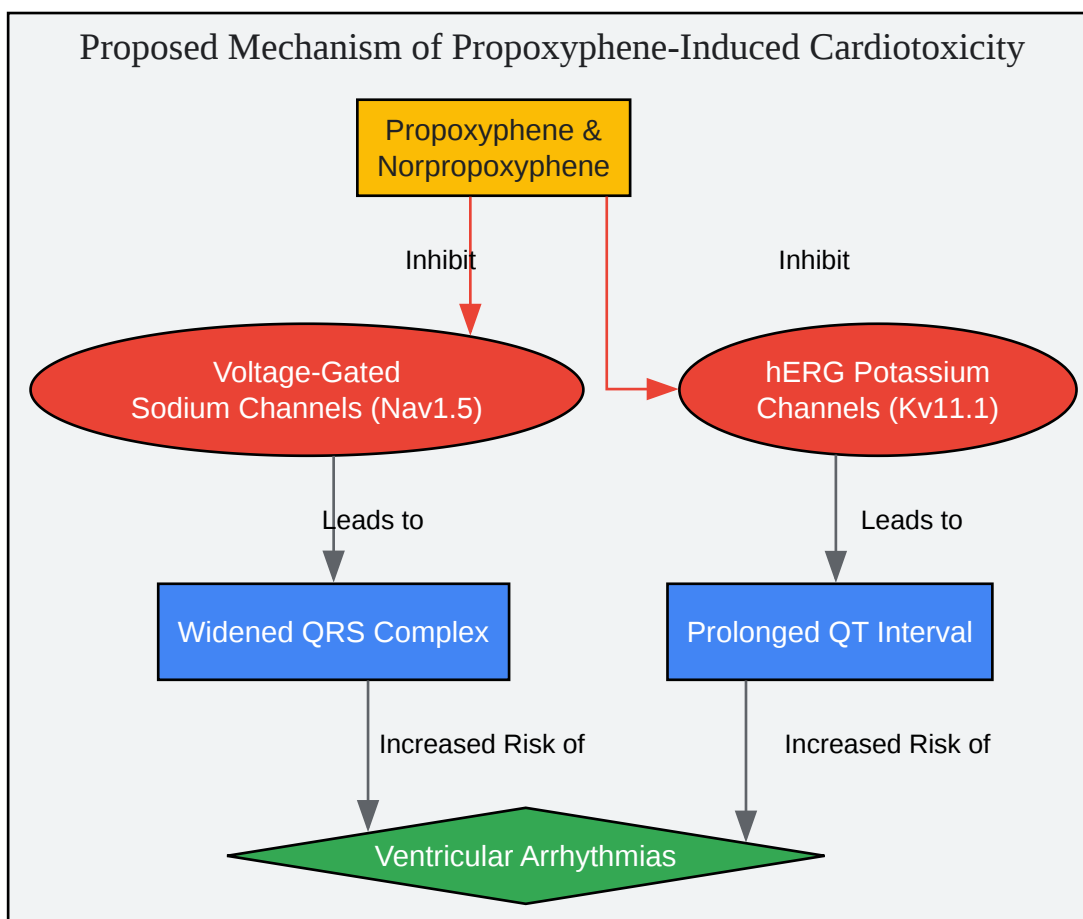 Proposed Mechanism of Propoxyphene-Induced Cardiotoxicity
Propoxyphene &
Norpropoxyphene
Inhibit
Inhibit
Voltage-Gated
Sodium Channels (Nav1.5)
hERG Potassium
Channels (Kv11.1)
Leads to
Leads to
Widened QRS Complex
Prolonged QT Interval
Increased Risk of
Increased Risk of
Ventricular Arrhythmias